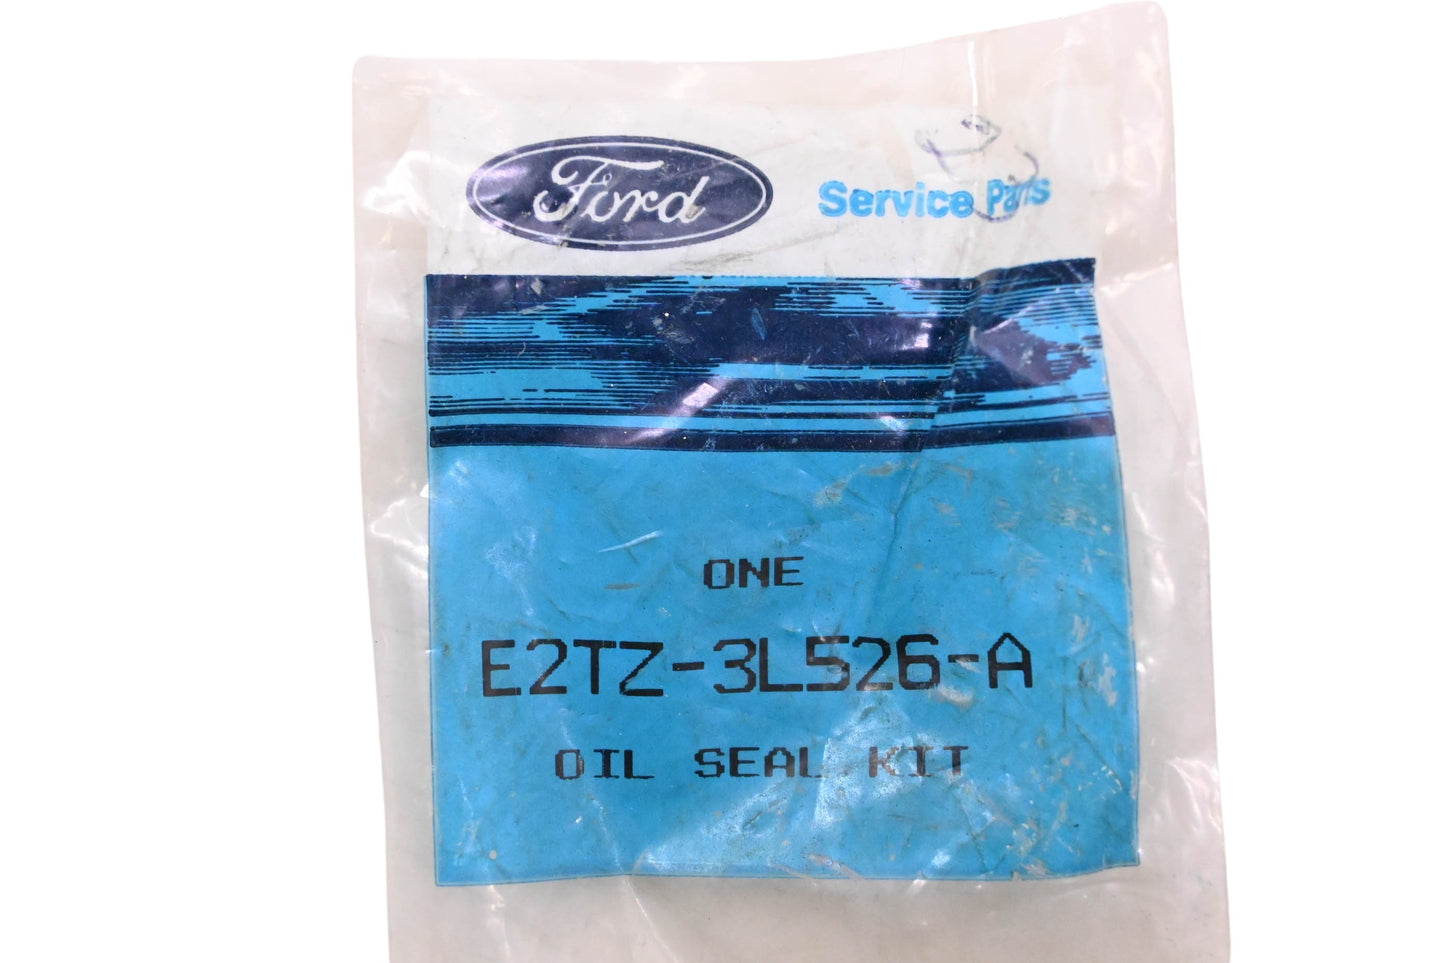 Ford
Service Parts
ONE
E2TZ-3L526-A
OIL SEAL KIT